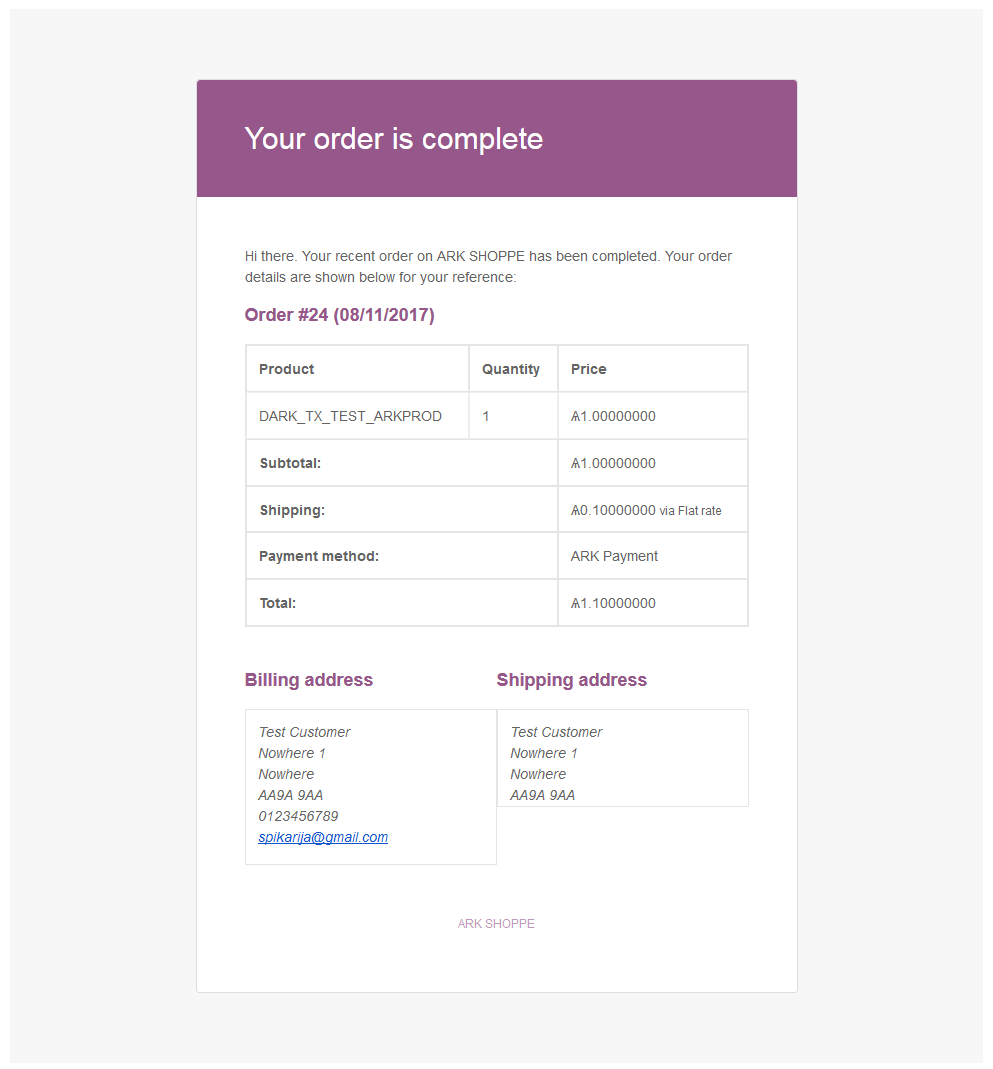 Your order is complete
Hi there. Your recent order on ARK SHOPPE has been completed. Your order
details are shown below for your reference:
Order #24 (08/11/2017)
Product Quantity Price
DARK_TX_TEST_ARKPROD 1 Ѧ1.00000000
Subtotal: Ѧ1.00000000
Shipping: Ѧ0.10000000 via Flat rate
Payment method: ARK Payment
Total: Ѧ1.10000000
Billing address
Test Customer
Nowhere 1
Nowhere
AA9A 9AA
0123456789
spikarija@gmail.com
Shipping address
Test Customer
Nowhere 1
Nowhere
AA9A 9AA
ARK SHOPPE